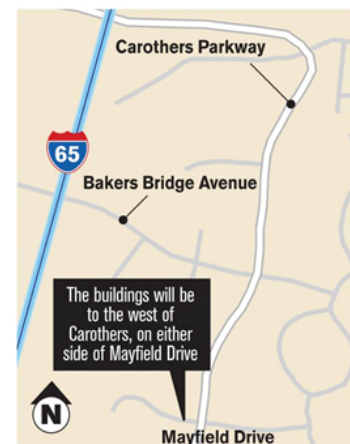 Carothers Parkway
65
Bakers Bridge Avenue
The buildings will be
to the west of
Carothers, on either
side of Mayfield Drive
N
Mayfield Drive